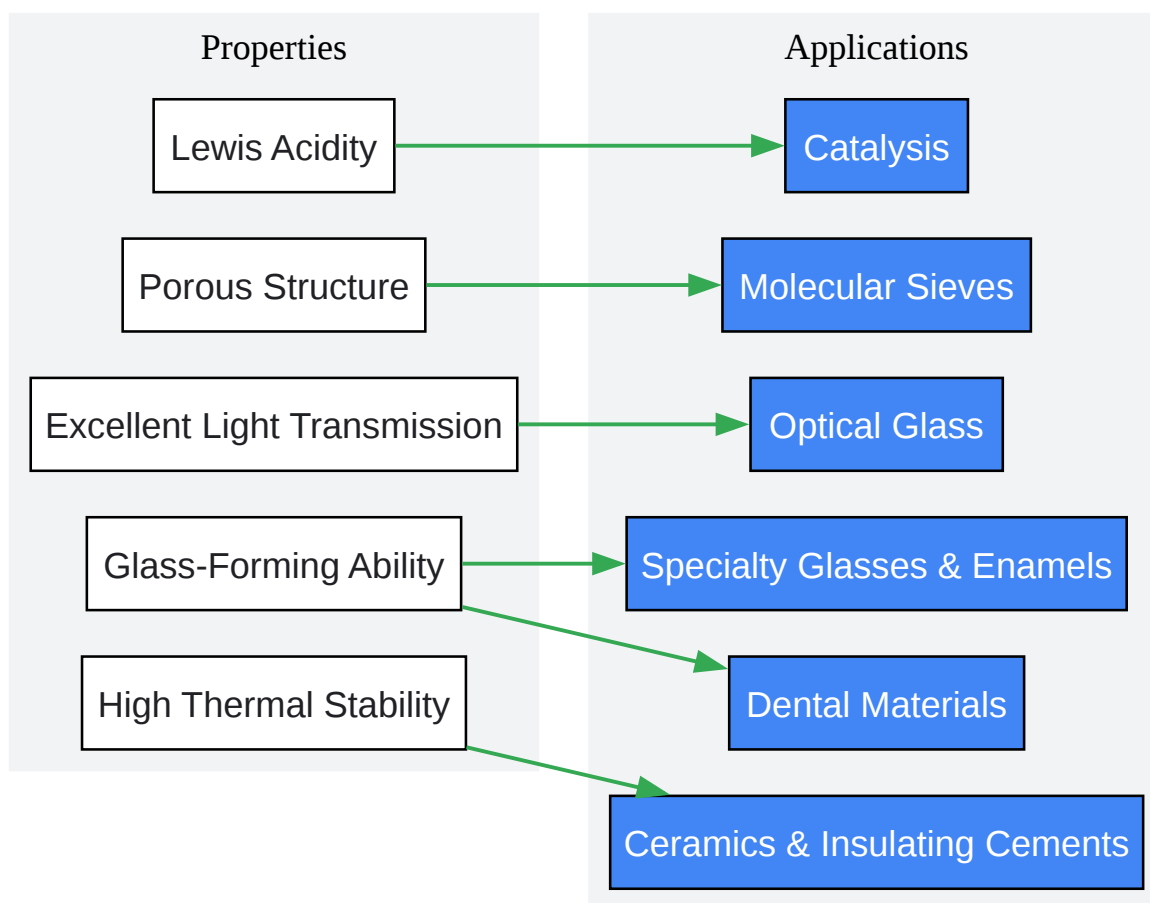 Properties
Applications
Lewis Acidity
Catalysis
Porous Structure
Molecular Sieves
Excellent Light Transmission
Optical Glass
Glass-Forming Ability
Specialty Glasses & Enamels
High Thermal Stability
Dental Materials
Ceramics & Insulating Cements